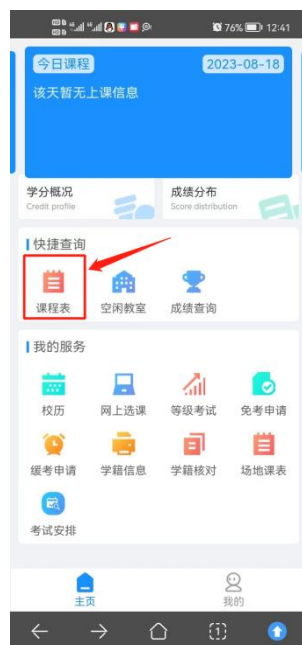 76% 12:41
今日课程 2023-08-18
该天暂无上课信息
学分概况 成绩分布
Credit profile Score distribution
快捷查询
课程表 空闲教室 成绩查询
我的服务
校历 网上选课 等级考试 免考申请
缓考申请 学籍信息 学籍核对 场地课表
考试安排
主页 我的
1